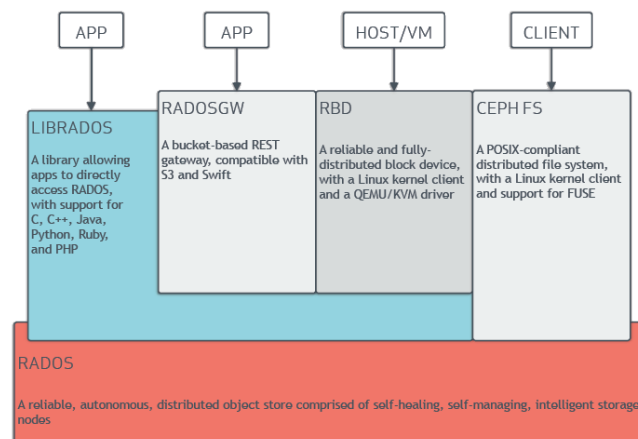 APP
APP
HOST/VM
CLIENT
LIBRADOS
A library allowing
apps to directly
access RADOS,
with support for
C, C++, Java,
Python, Ruby,
and PHP
RADOSGW
A bucket-based REST
gateway, compatible with
S3 and Swift
RBD
A reliable and fully-
distributed block device,
with a Linux kernel client
and a QEMU/KVM driver
CEPH FS
A POSIX-compliant
distributed file system,
with a Linux kernel client
and support for FUSE
RADOS
A reliable, autonomous, distributed object store comprised of self-healing, self-managing, intelligent storage
nodes